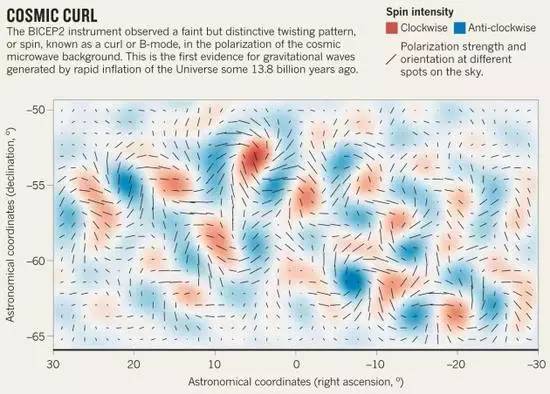 COSMIC CURL
The BICEP2 instrument observed a faint but distinctive twisting pattern,
or spin, known as a curl or B-mode, in the polarization of the cosmic
microwave background. This is the first evidence for gravitational waves
generated by rapid inflation of the Universe some 13.8 billion years ago.
Spin intensity
Clockwise Anti-clockwise
Polarization strength and
orientation at different
spots on the sky.
Astronomical coordinates (declination, °)
–50
–55
–60
–65
30 20 10 0 –10 –20 –30
Astronomical coordinates (right ascension, °)